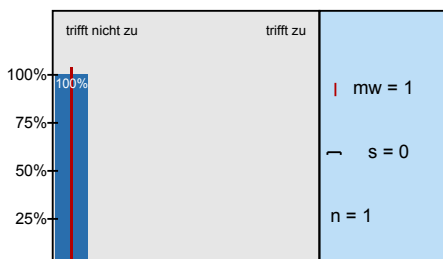 trifft nicht zu trifft zu
100%
100%
mw = 1
75%
s = 0
50%
n = 1
25%